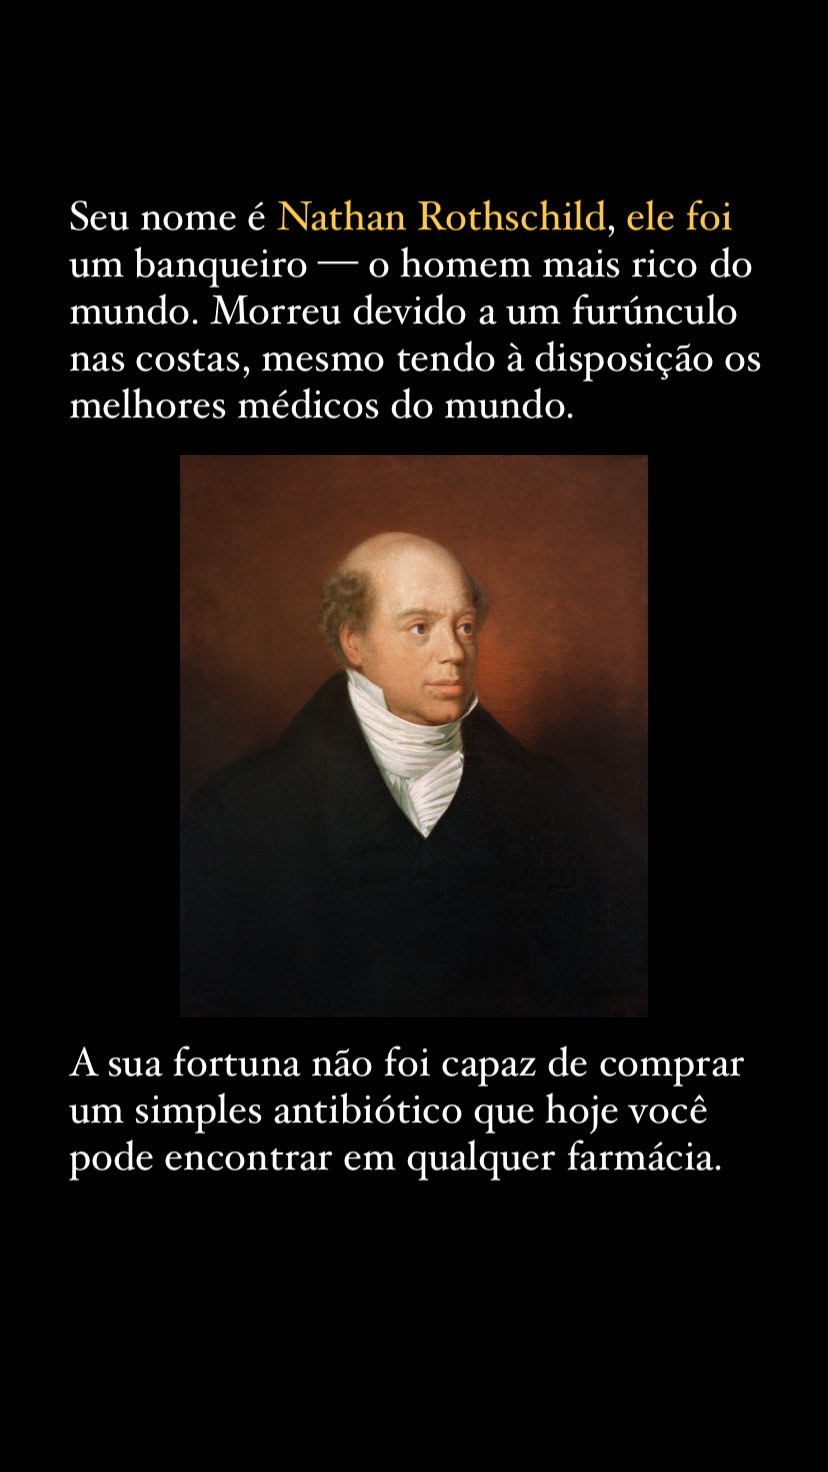 Seu nome é Nathan Rothschild, ele foi
um banqueiro — o homem mais rico do
mundo. Morreu devido a um furúnculo
nas costas, mesmo tendo à disposição os
melhores médicos do mundo.
A sua fortuna não foi capaz de comprar
um simples antibiótico que hoje você
pode encontrar em qualquer farmácia.